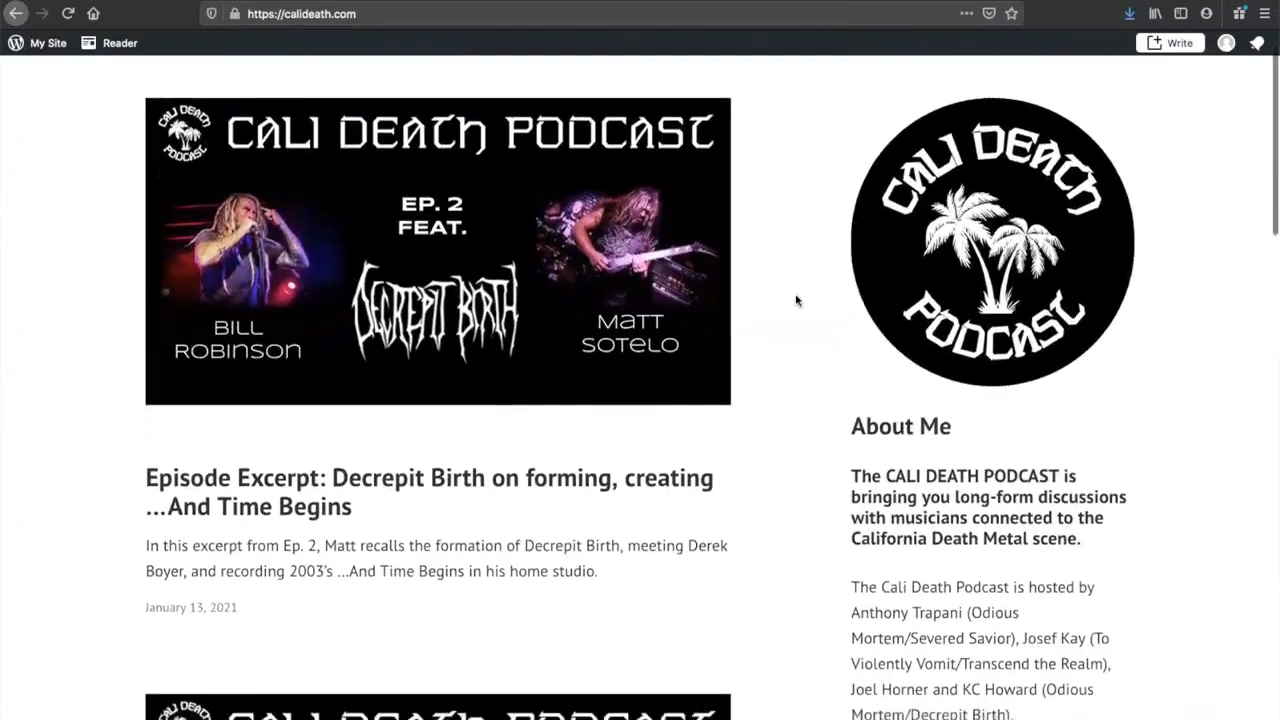 https://calideath.com
My Site
Reader
Write
CALI DEATH PODCAST
CALI DEATH
PODCAST
EP. 2
FEAT.
DECREPIT BIRTH
BILL
ROBINSON
MATT
SOTELO
Episode Excerpt: Decrepit Birth on forming, creating
…And Time Begins
In this excerpt from Ep. 2, Matt recalls the formation of Decrepit Birth, meeting Derek
Boyer, and recording 2003’s …And Time Begins in his home studio.
January 13, 2021
CALI DEATH
CALI DEATH PODCAST
CALI DEATH
PODCAST
About Me
The CALI DEATH PODCAST is
bringing you long-form discussions
with musicians connected to the
California Death Metal scene.
The Cali Death Podcast is hosted by
Anthony Trapani (Odious
Mortem/Severed Savior), Josef Kay (To
Violently Vomit/Transcend the Realm),
Joel Horner and KC Howard (Odious
Mortem/Decrepit Birth).